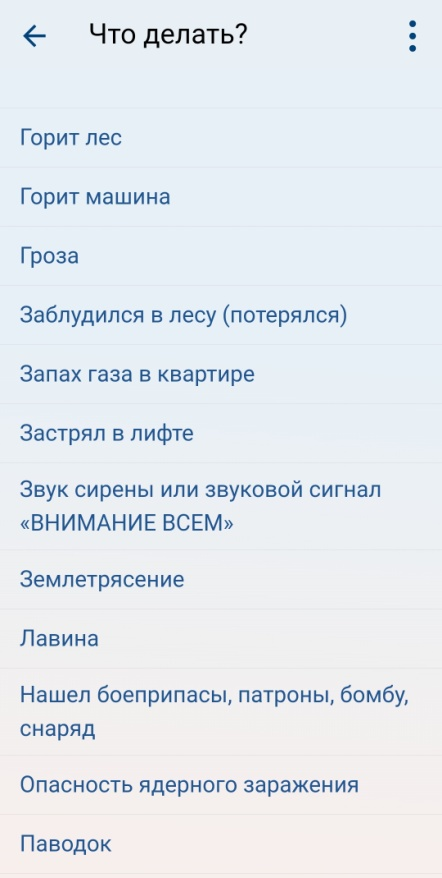 Что делать?
Горит лес
Горит машина
Гроза
Заблудился в лесу (потерялся)
Запах газа в квартире
Застрял в лифте
Звук сирены или звуковой сигнал
«ВНИМАНИЕ ВСЕМ»
Землетрясение
Лавина
Нашел боеприпасы, патроны, бомбу,
снаряд
Опасность ядерного заражения
Паводок